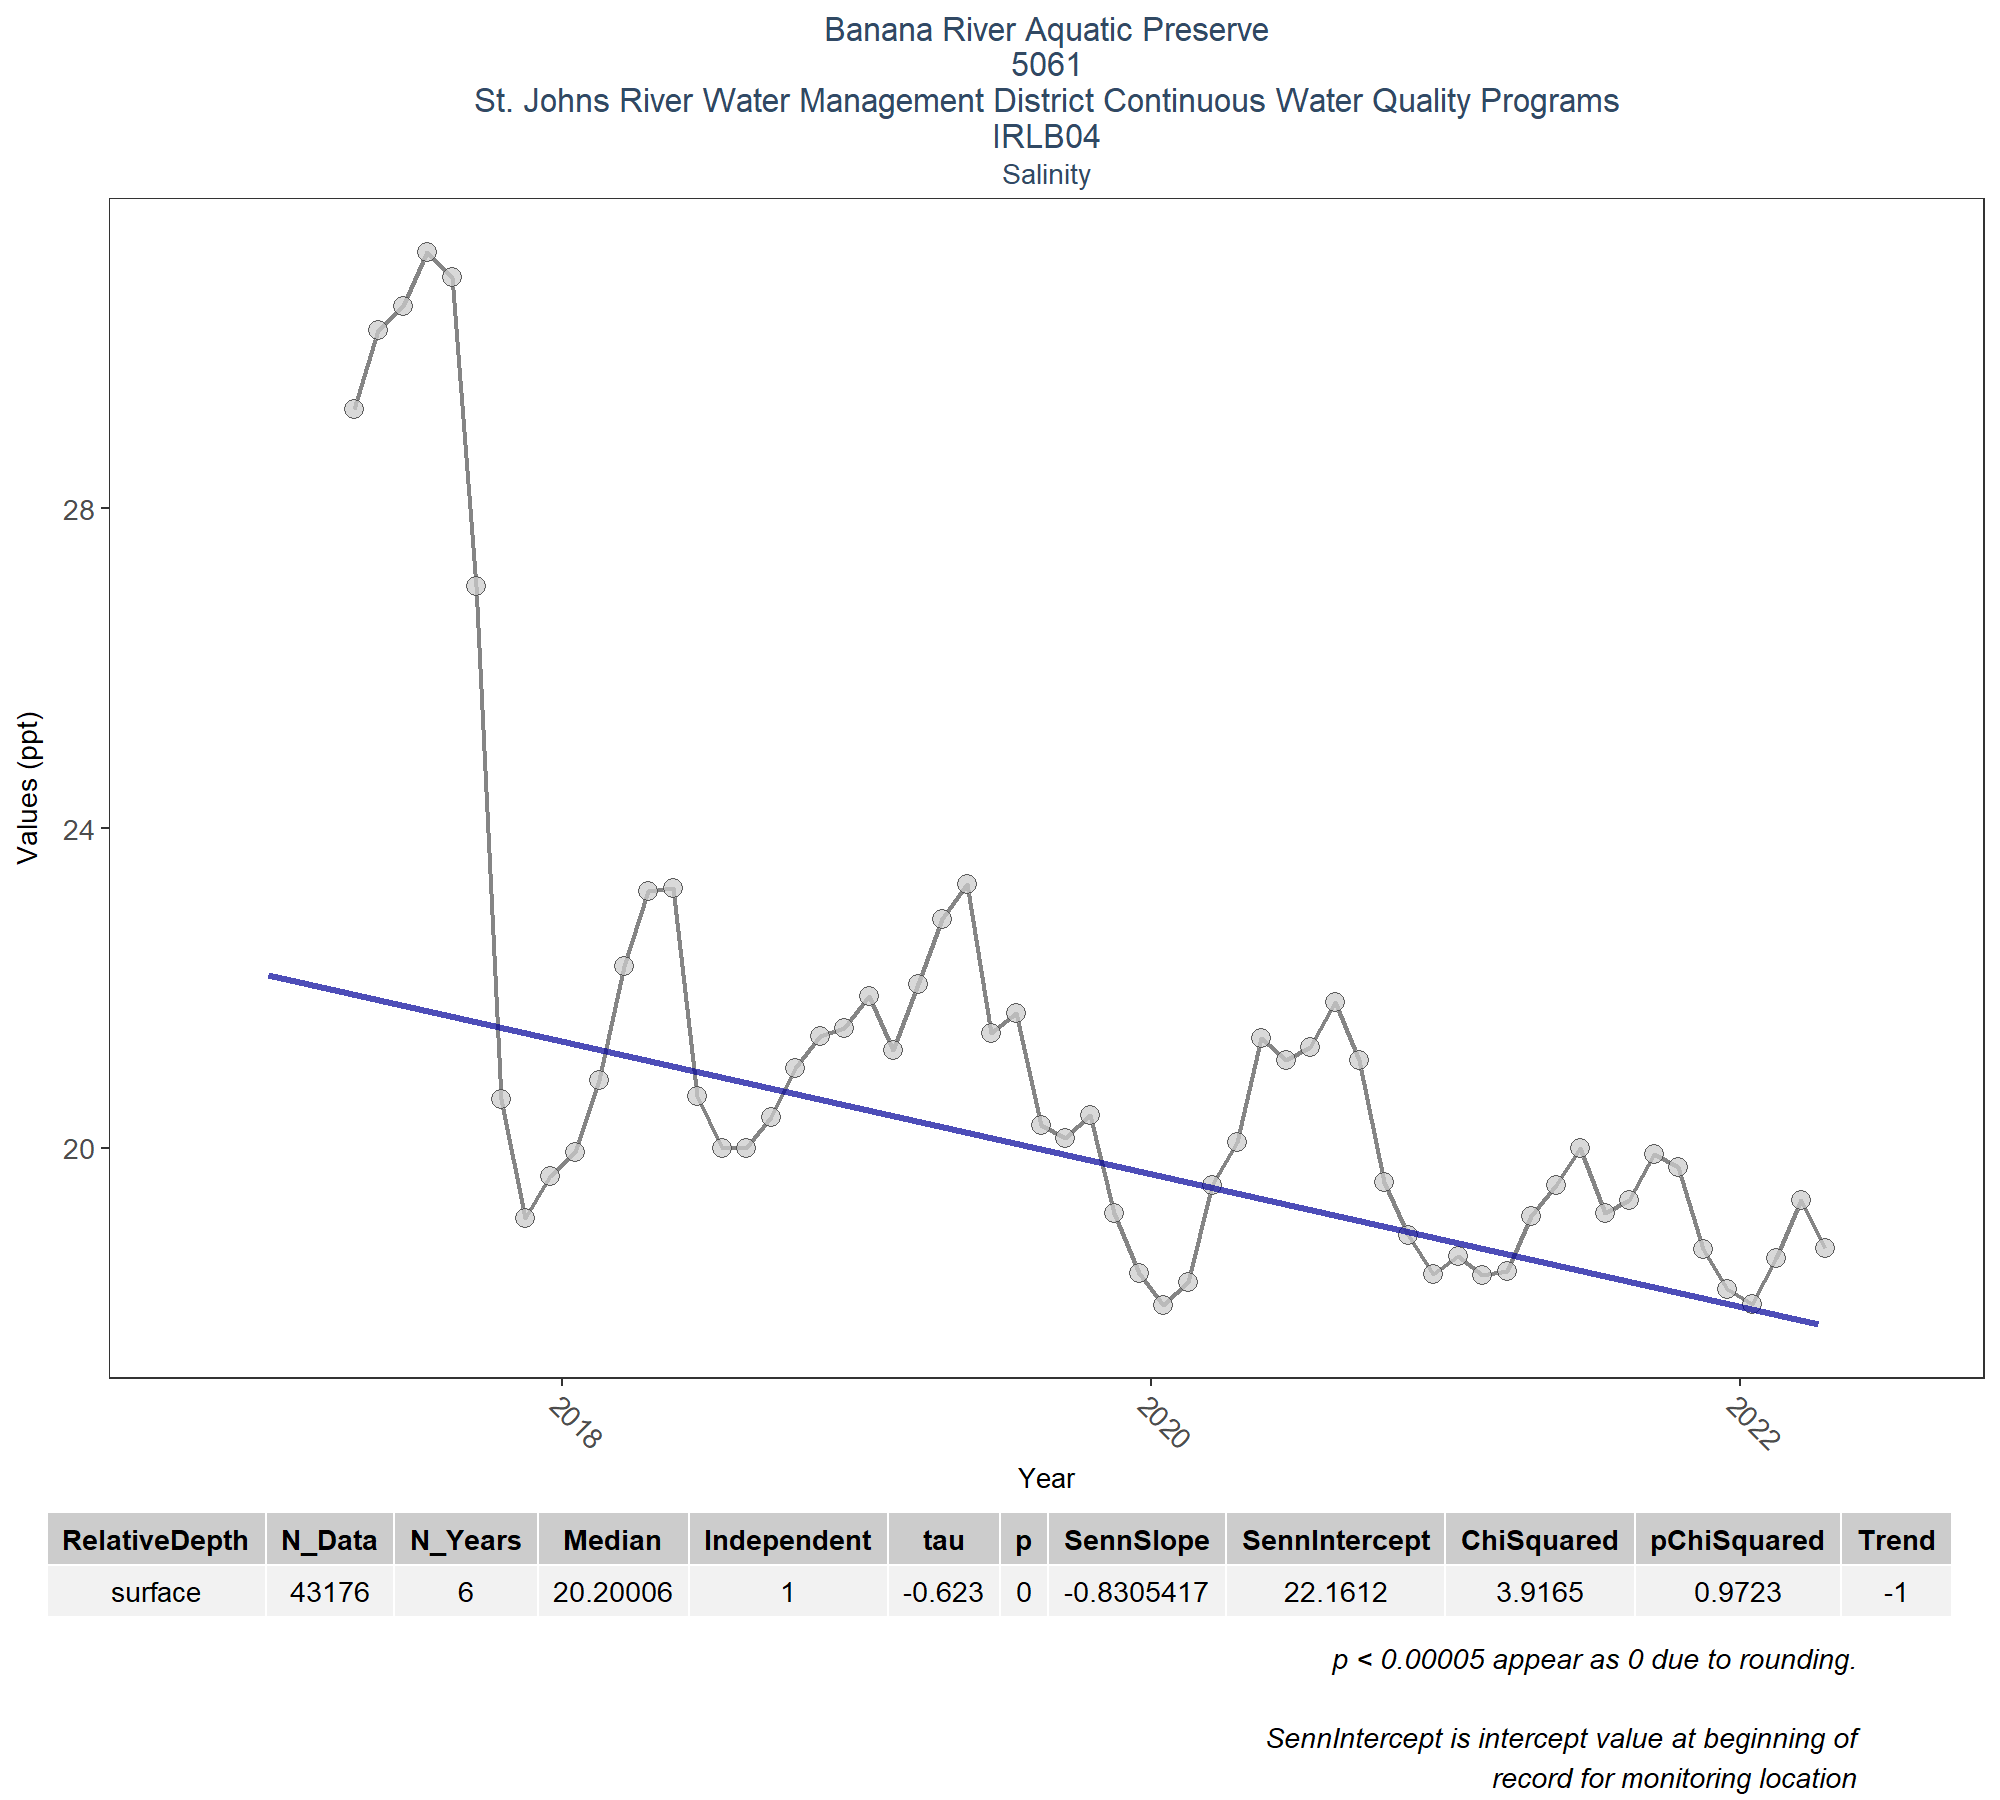 Banana River Aquatic Preserve
5061
St. Johns River Water Management District Continuous Water Quality Programs
IRLB04
Salinity
Values (ppt)
28
24
20
2018 2020 2022
Year
RelativeDepth N_Data N_Years Median Independent tau p SennSlope SennIntercept ChiSquared pChiSquared Trend
surface 43176 6 20.20006 1 -0.623 0 -0.8305417 22.1612 3.9165 0.9723 -1
p < 0.00005 appear as 0 due to rounding.
SennIntercept is intercept value at beginning of
record for monitoring location